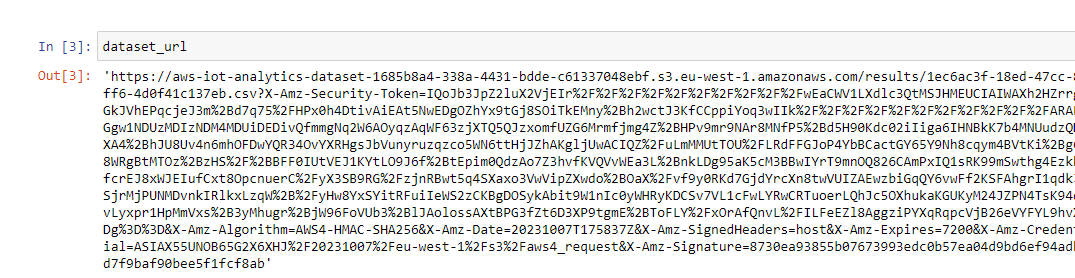 In [3]: dataset_url
Out[3]: 'https://aws-iot-analytics-dataset-1685b8a4-338a-4431-bdde-c61337048ebf.s3.eu-west-1.amazonaws.com/results/1ec6ac3f-18ed-47cc-8
ff6-4d0f41c137eb.csv?X-Amz-Security-Token=IQoJb3JpZ2luX2VjEIr%2F%2F%2F%2F%2F%2F%2F%2F%2F%2FwEaCWV1LXdlc3QtMSJHMEUCIAIWAXh2HZrrg
GkJVhEPqcjeJ3m%2Bd7q75%2FHPx0h4DtivAiEAt5NwEDgOZhYx9tGj8SOiTkEMny%2Bh2wctJ3KfCCppiYoq3wIIk%2F%2F%2F%2F%2F%2F%2F%2F%2F%2FARAB
Ggw1NDUzMDIzNDM4MDUiDEDivQfmmgNq2W6AOyqzAqWF63zjXTQ5QJzxomfUZG6Mrmfjmg4Z%2BHPv9mr9NAr8MNfP5%2Bd5H90Kdc02iIiga6IHNBkK7b4MNUudzQ
XA4%2BhJU8Uv4n6mhOFDwYQR34OvYXRHgsJbVunyruzqzco5WN6ttHjJZhAKgljUwACIQZ%2FuLmMMUtTOU%2FLRdFFGJoP4YbBCactGY65Y9Nh8cqym4BVtKi%2Bg
8WRgBtMTOz%2BzHS%2F%2BBFF0IUtVEJ1KYtLO9J6f%2BtEpim0QdzAo7Z3hvfKVQVvWEa3L%2BnkLDg95aK5cM3BBwIYrT9mnOQ826CAmPxIQ1sRK99mSwthg4Ezk
fcrEJ8xWJEIufCxt8OpcnuerC%2FyX3SB9RG%2FzjnRBwt5q4SXaxo3VwVipZXwdo%2BOaX%2Fvf9y0RKd7GjdYrcXn8twVUIZAEwzbiGqQY6vwFf2KSFAhgrI1qdk
SjrMjPUNMDvnkIRlkxLzqW%2B%2FyHw8YxSYitRFuiIeWS2zCKBgDOSykAbit9W1nIc0yWHRyKDCSv7VL1cFwLYRwCRTuoerLQhJc5OXhukaKGUKyM24JZPN4TsK94
vLyxpr1HpMmVxs%2B3yMhugr%2BjW96FoVUb3%2BlJAolossAXtBPG3fZt6D3XP9tgmE%2BToFLY%2FxOrAfQnvL%2FILFeEZl8AggziPYXqRqpcVjB26eVYFYL9hv
Dg%3D%3D&X-Amz-Algorithm=AWS4-HMAC-SHA256&X-Amz-Date=20231007T175837Z&X-Amz-SignedHeaders=host&X-Amz-Expires=7200&X-Amz-Credent
ial=ASIAX55UNOB65G2X6XHJ%2F20231007%2Feu-west-1%2Fs3%2Faws4_request&X-Amz-Signature=8730ea93855b07673993edc0b57ea04d9bd6ef94adb
d7f9baf90bee5f1fcf8ab'